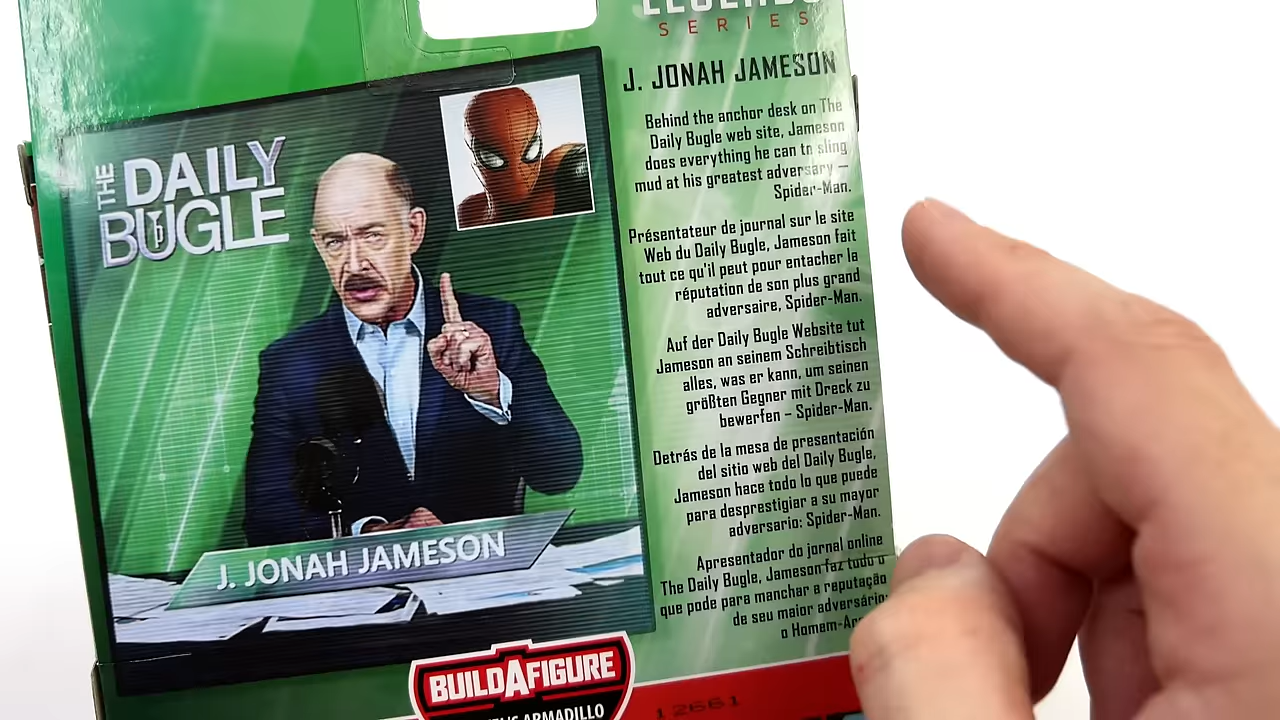 SERIES
J. JONAH JAMESON
Behind the anchor desk on The
Daily Bugle web site, Jameson
does everything he can to sling
mud at his greatest adversary –
Spider-Man.
Présentateur de journal sur le site
Web du Daily Bugle, Jameson fait
tout ce qu'il peut pour entacher la
réputation de son plus grand
adversaire, Spider-Man.
Auf der Daily Bugle Website tut
Jameson an seinem Schreibtisch
alles, was er kann, um seinen
größten Gegner mit Dreck zu
bewerfen – Spider-Man.
Detrás de la mesa de presentación
del sitio web del Daily Bugle,
Jameson hace todo lo que puede
para desprestigiar a su mayor
adversario: Spider-Man.
Apresentador do jornal online
The Daily Bugle, Jameson faz tudo o
que pode para manchar a reputação
de seu maior adversário:
o
THE DAILY
BUGLE
J. JONAH JAMESON
BUILDAFIGURE
ARMADILLO
12661